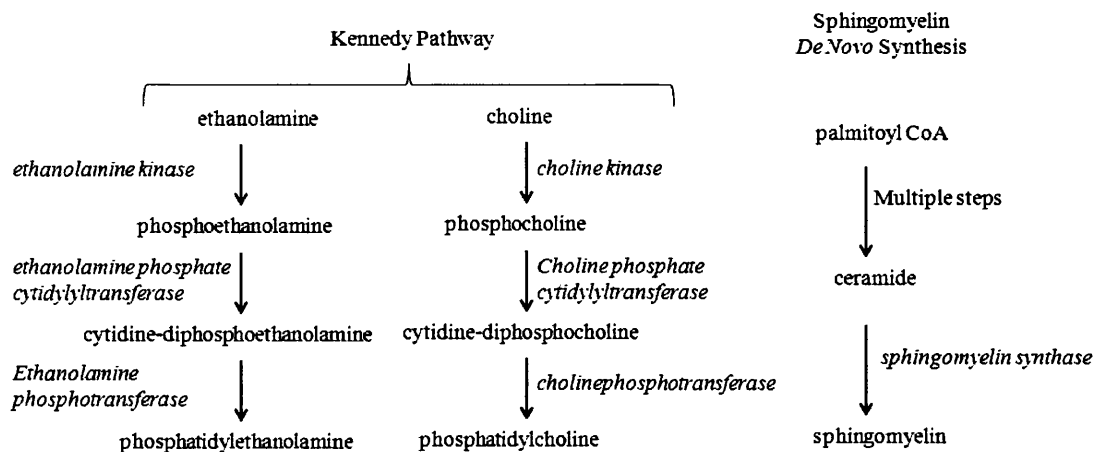 Kennedy Pathway
Sphingomyelin
De Novo Synthesis
ethanolamine
choline
palmitoyl CoA
ethanolamine kinase
choline kinase
Multiple steps
phosphoethanolamine
phosphocholine
ethanolamine phosphate
cytidylyltransferase
Choline phosphate
cytidylyltransferase
ceramide
cytidine-diphosphoethanolamine
cytidine-diphosphocholine
Ethanolamine
phosphotransferase
cholinephosphotransferase
sphingomyelin synthase
phosphatidylethanolamine
phosphatidylcholine
sphingomyelin